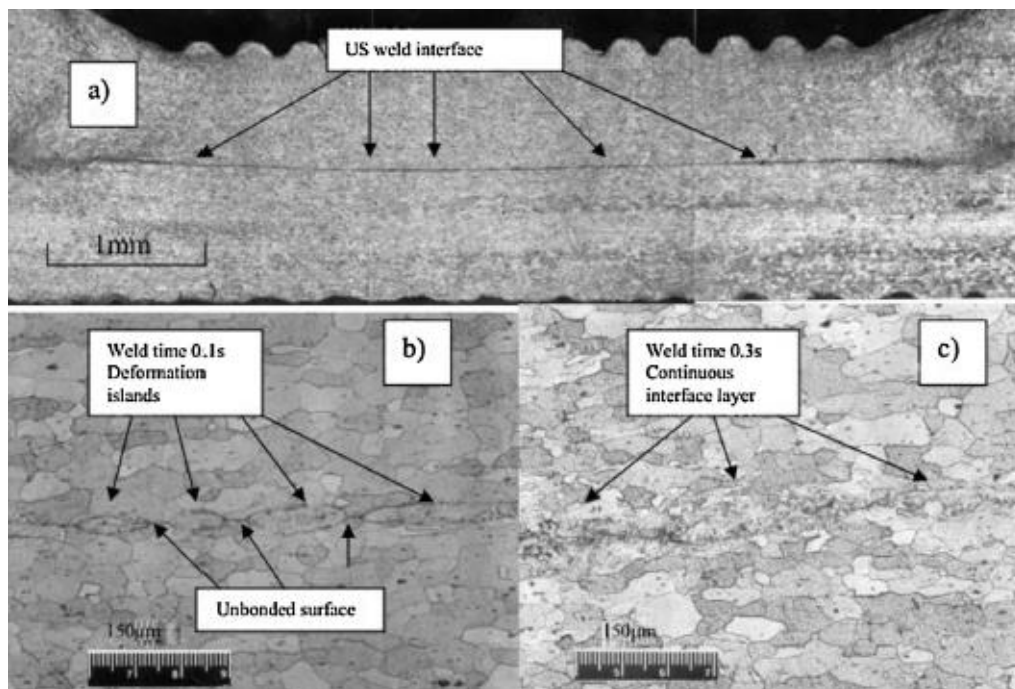 US weld interface
a)
1mm
Weld time 0.1s
Deformation
islands
b)
Unbonded surface
150μm
Weld time 0.3s
Continuous
interface layer
c)
150μm